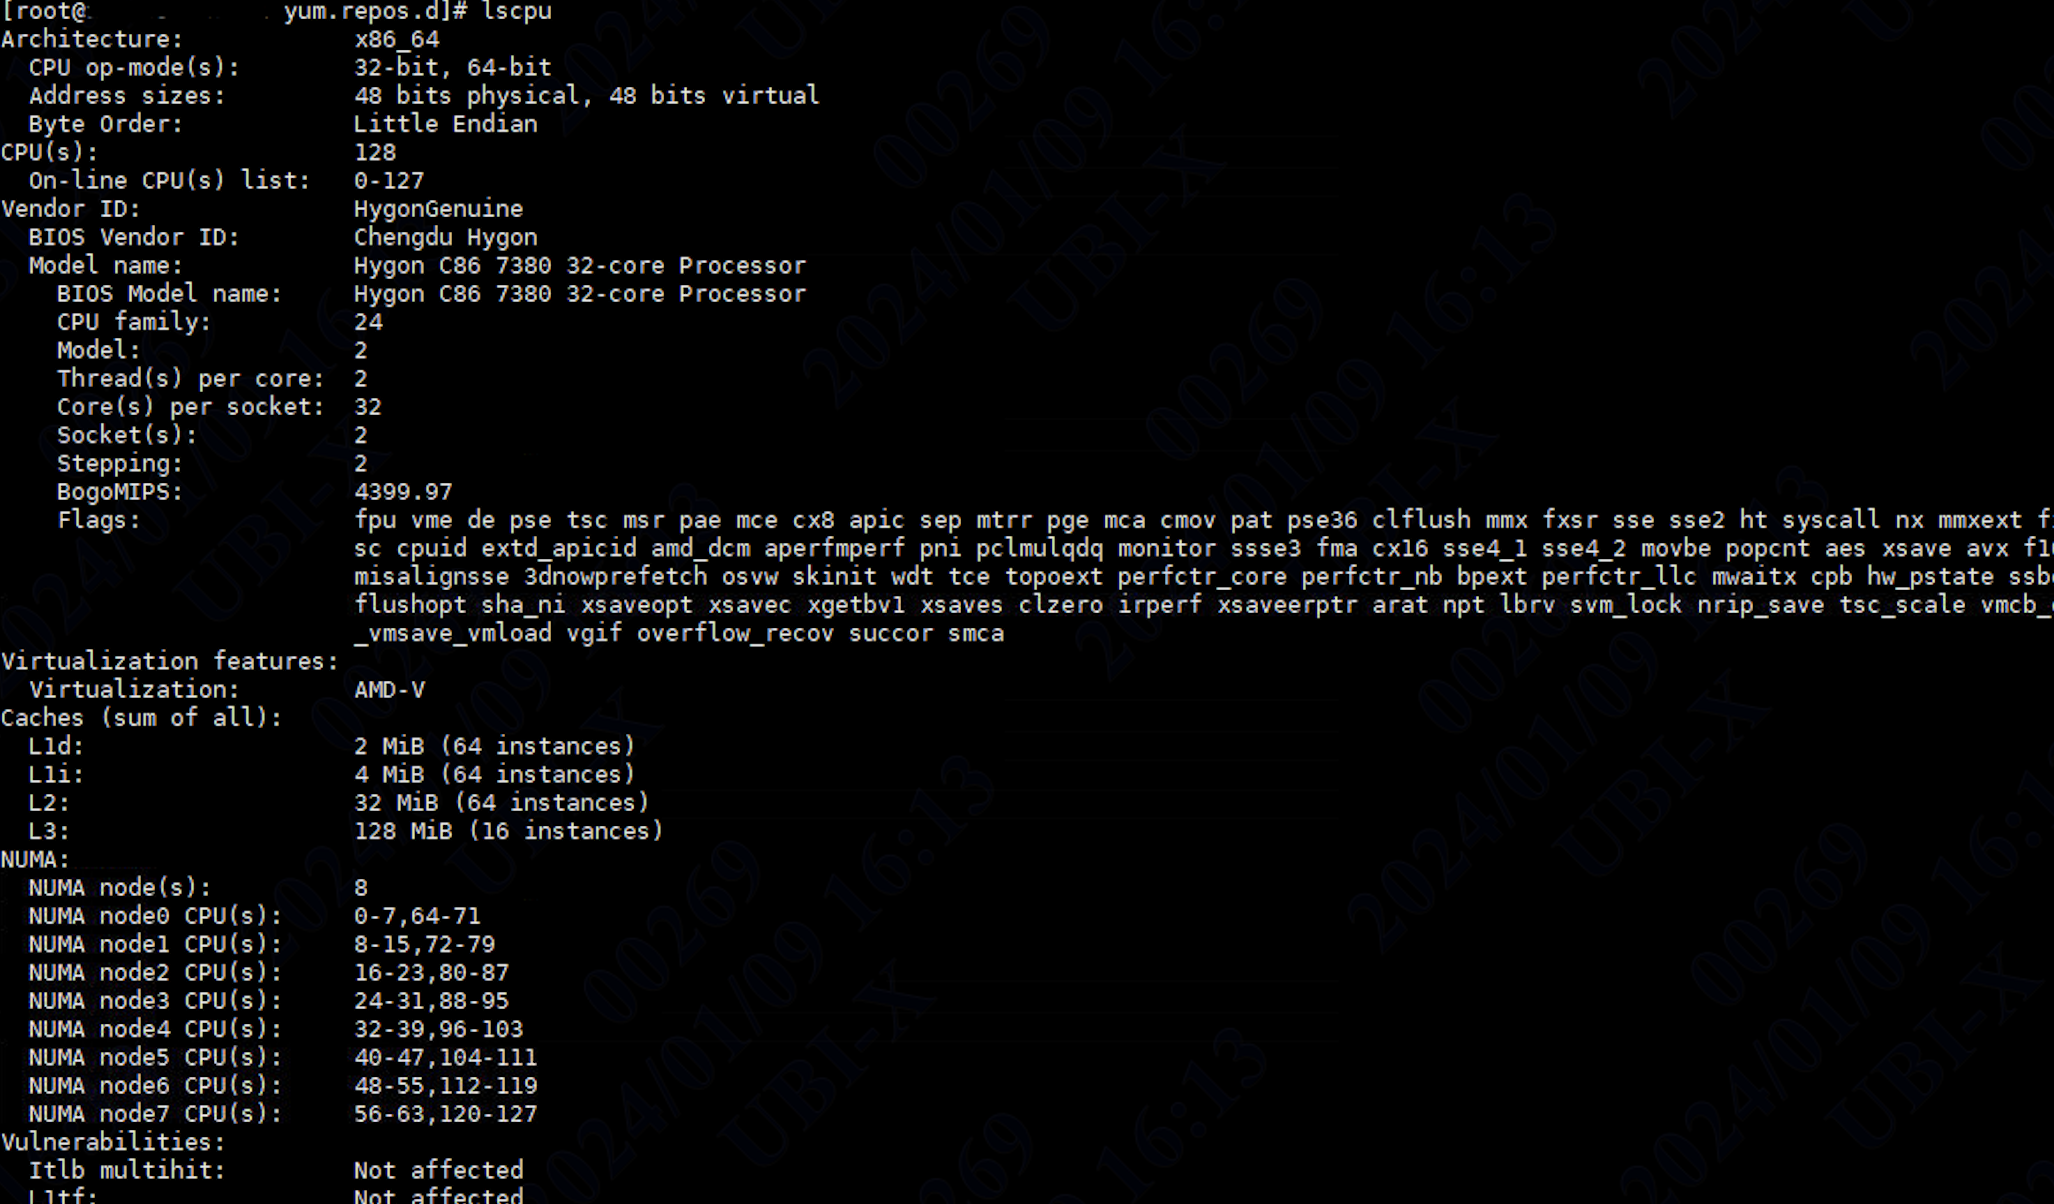 [root@ yum.repos.d]# lscpu
Architecture: x86_64
CPU op-mode(s): 32-bit, 64-bit
Address sizes: 48 bits physical, 48 bits virtual
Byte Order: Little Endian
CPU(s): 128
On-line CPU(s) list: 0-127
Vendor ID: HygonGenuine
BIOS Vendor ID: Chengdu Hygon
Model name: Hygon C86 7380 32-core Processor
BIOS Model name: Hygon C86 7380 32-core Processor
CPU family: 24
Model: 2
Thread(s) per core: 2
Core(s) per socket: 32
Socket(s): 2
Stepping: 2
BogoMIPS: 4399.97
Flags: fpu vme de pse tsc msr pae mce cx8 apic sep mtrr pge mca cmov pat pse36 clflush mmx fxsr sse sse2 ht syscall nx mmxext
sc cpuid extd_apicid amd_dcm aperfmperf pni pclmulqdq monitor ssse3 fma cx16 sse4_1 sse4_2 movbe popcnt aes xsave avx
misalignsse 3dnowprefetch osvw skinit wdt tce topoext perfctr_core perfctr_nb bpext perfctr_llc mwaitx cpb hw_pstate
flushopt sha_ni xsaveopt xsavec xgetbv1 xsaves clzero irperf xsaveerptr arat npt lbrv svm_lock nrip_save tsc_scale
_vmsave_vmload vgif overflow_recov succor smca
Virtualization features:
Virtualization: AMD-V
Caches (sum of all):
L1d: 2 MiB (64 instances)
L1i: 4 MiB (64 instances)
L2: 32 MiB (64 instances)
L3: 128 MiB (16 instances)
NUMA:
NUMA node(s): 8
NUMA node0 CPU(s): 0-7,64-71
NUMA node1 CPU(s): 8-15,72-79
NUMA node2 CPU(s): 16-23,80-87
NUMA node3 CPU(s): 24-31,88-95
NUMA node4 CPU(s): 32-39,96-103
NUMA node5 CPU(s): 40-47,104-111
NUMA node6 CPU(s): 48-55,112-119
NUMA node7 CPU(s): 56-63,120-127
Vulnerabilities:
Itlb multihit: Not affected
L1tf: Not affected
00269
2024/01/09 16:13
UBI-X